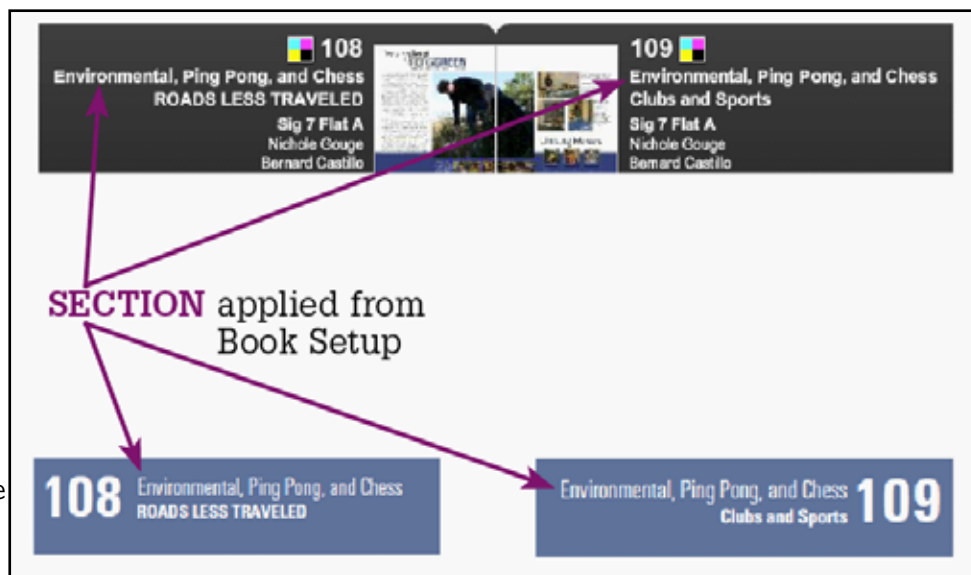 108
Environmental, Ping Pong, and Chess
ROADS LESS TRAVELED
Sig 7 Flat A
Nichole Gouge
Bernard Castillo
109
Environmental, Ping Pong, and Chess
Clubs and Sports
Sig 7 Flat A
Nichole Gouge
Bernard Castillo
SECTION applied from
Book Setup
108
Environmental, Ping Pong, and Chess
ROADS LESS TRAVELED
Environmental, Ping Pong, and Chess
Clubs and Sports
109